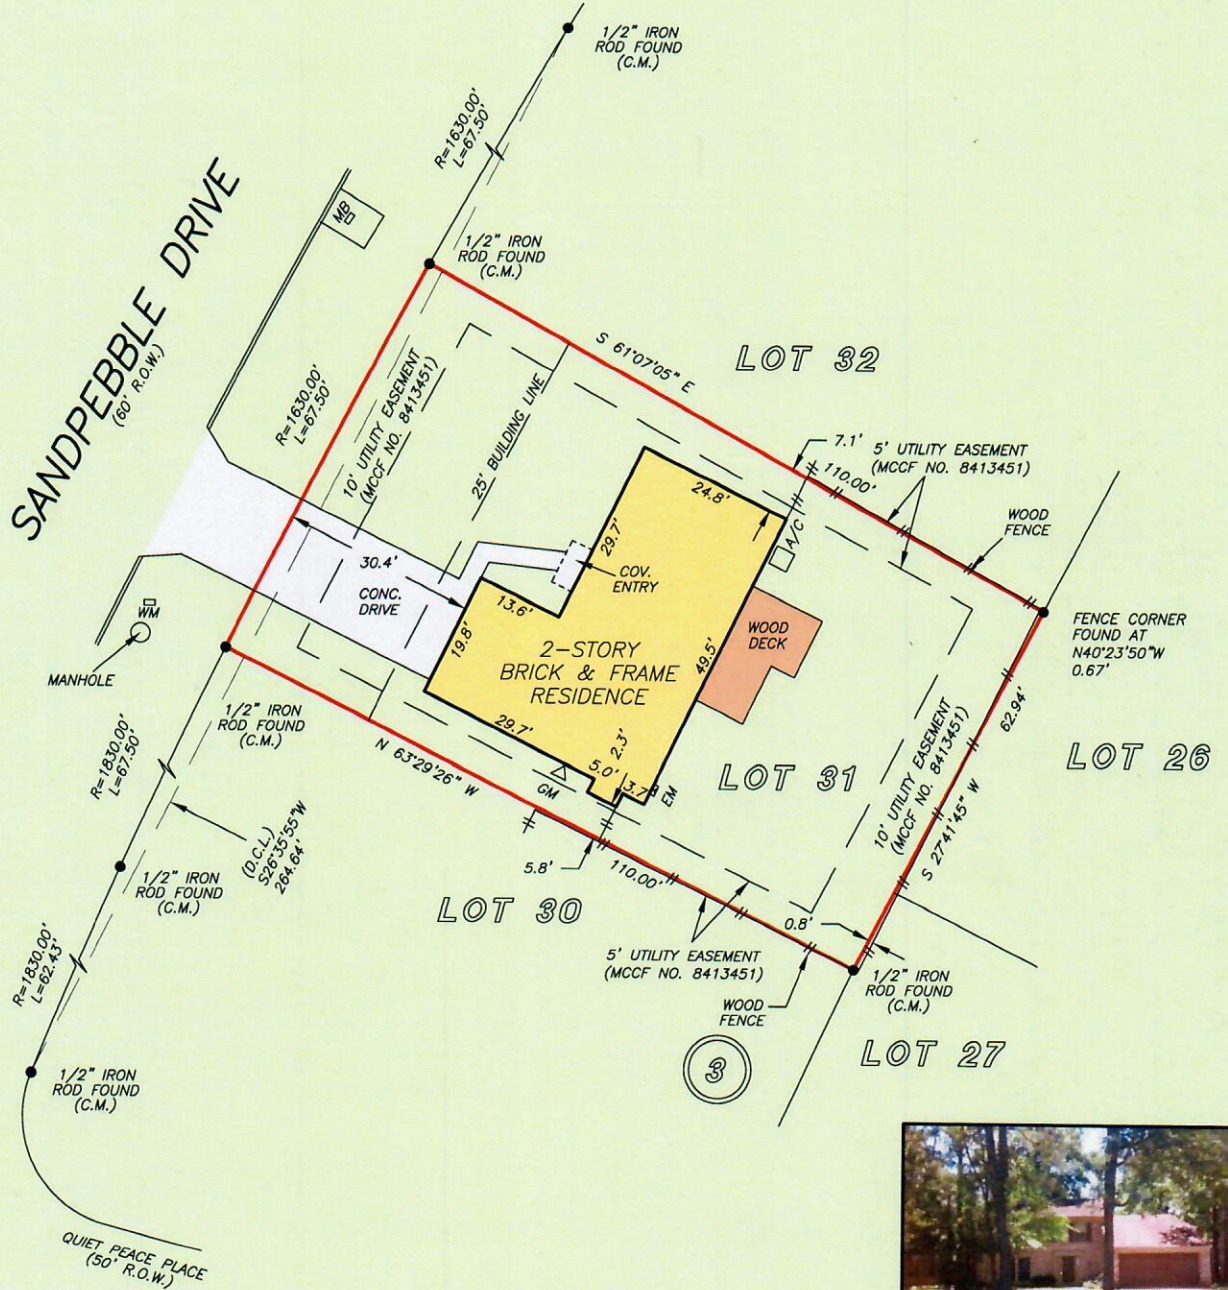 1/2" IRON
ROD FOUND
(C.M.)
R=1630.00'
L=67.50'
SANDPEBBLE DRIVE
(60' R.O.W.)
MB
1/2" IRON
ROD FOUND
(C.M.)
R=1630.00'
L=67.50'
10' UTILITY EASEMENT
(MCCF NO. 8413451)
25' BUILDING LINE
S 61°07'05" E
LOT 32
7.1'
110.00'
5' UTILITY EASEMENT
(MCCF NO. 8413451)
WOOD
FENCE
FENCE CORNER
FOUND AT
N40°23'50"W
0.67'
24.8'
29.7'
A/C
COV.
ENTRY
30.4'
CONC.
DRIVE
13.6'
19.8'
2-STORY
BRICK & FRAME
RESIDENCE
49.5'
WOOD
DECK
WM
MANHOLE
1/2" IRON
ROD FOUND
(C.M.)
29.7'
2.3'
5.0'
3.7'
EM
GM
N 63°29'26" W
LOT 31
10' UTILITY EASEMENT
(MCCF NO. 8413451)
62.94'
S 27°41'45" W
LOT 26
R=1830.00'
L=67.50'
(D.C.L.)
S26°35'55"W
264.64'
5.8'
110.00'
LOT 30
1/2" IRON
ROD FOUND
(C.M.)
0.8'
5' UTILITY EASEMENT
(MCCF NO. 8413451)
WOOD
FENCE
1/2" IRON
ROD FOUND
(C.M.)
R=1830.00'
L=62.43'
3
LOT 27
1/2" IRON
ROD FOUND
(C.M.)
QUIET PEACE PLACE
(50' R.O.W.)